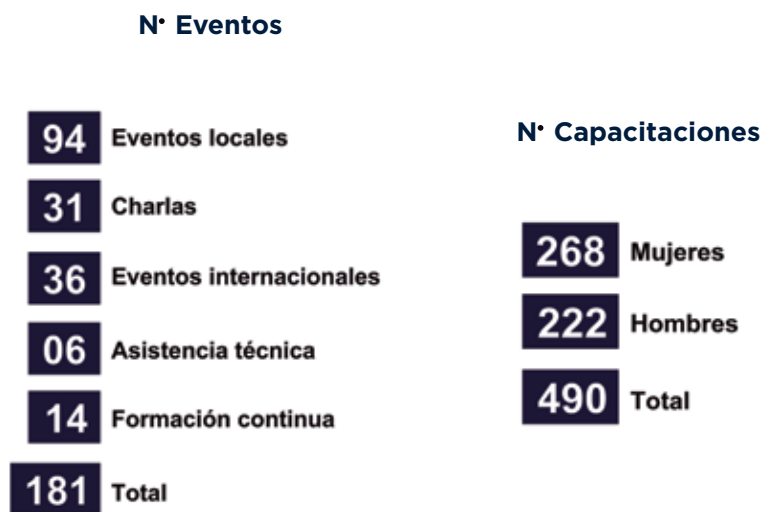 N• Eventos
94 Eventos locales
31 Charlas
36 Eventos internacionales
06 Asistencia técnica
14 Formación continua
181 Total
N• Capacitaciones
268 Mujeres
222 Hombres
490 Total